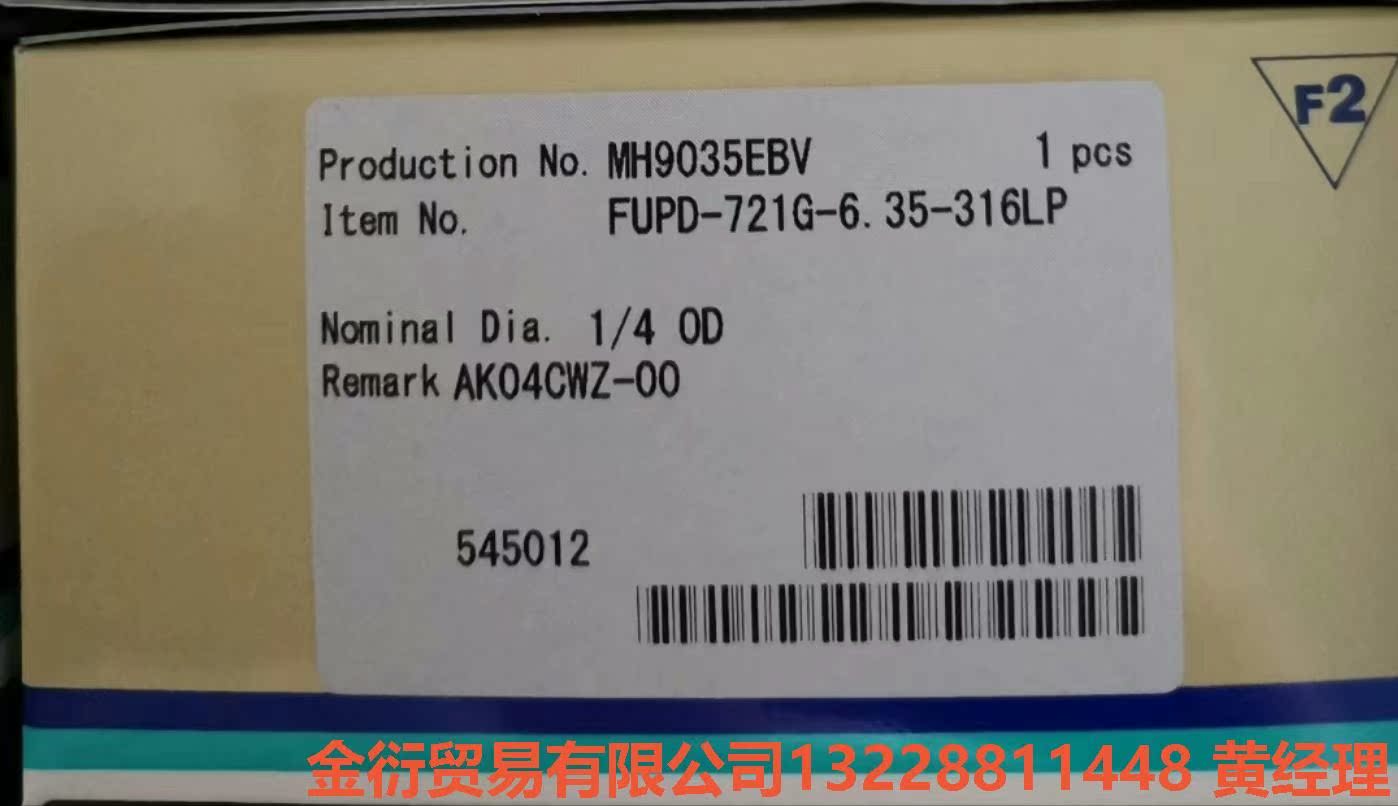 F2
Production No. MH9035EBV 1 pcs
Item No. FUPD-721G-6.35-316LP
Nominal Dia. 1/4 OD
Remark AK04CWZ-00
545012
金衍贸易有限公司13228811448 黄经理